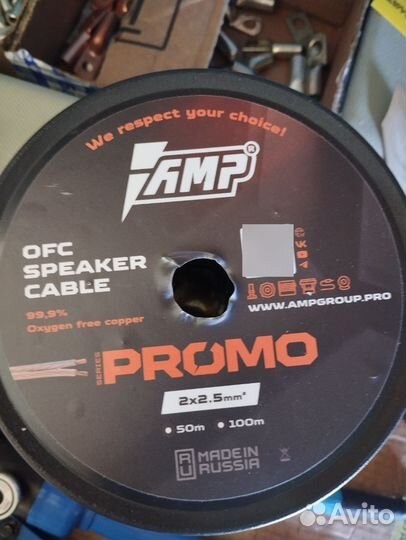 We respect your choice!
AMP®
OFC
SPEAKER
CABLE
99,9%
Oxygen free copper
WWW.AMPGROUP.PRO
SERIES
PROMO
2x2.5mm²
50m 100m
RU MADE IN
RUSSIA
Avito